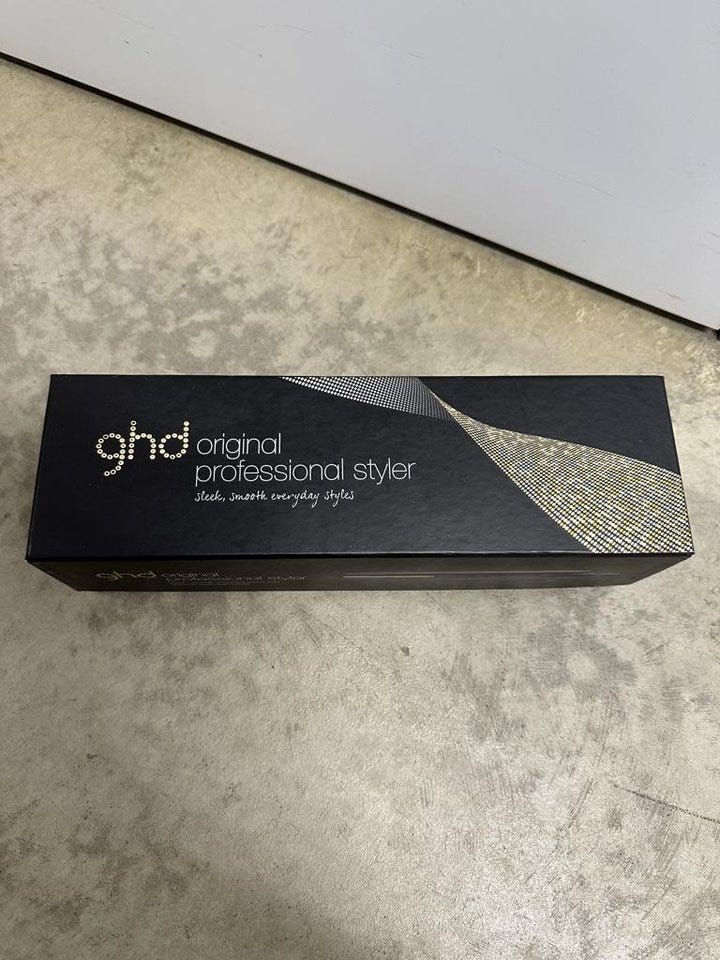 ghd original
professional styler
sleek, smooth everyday styles
ghd original
professional styler